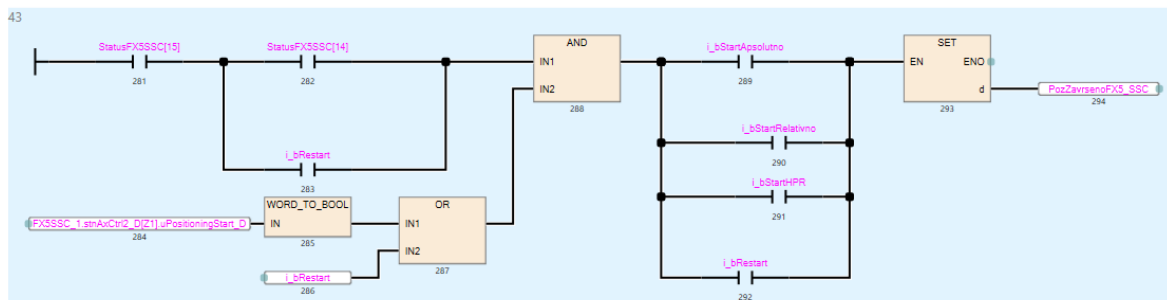 43
StatusFX5SSC[15]
281
StatusFX5SSC[14]
282
i_bRestart
283
FX5SSC_1.stnAxCtrl2_D[Z1].uPositioningStart_D
284
WORD_TO_BOOL
IN
285
i_bRestart
286
OR
IN1
IN2
287
AND
IN1
IN2
288
i_bStartApsolutno
289
i_bStartRelativno
290
i_bStartHPR
291
i_bRestart
292
SET
EN ENO
d
293
PozZavrsenoFX5_SSC
294